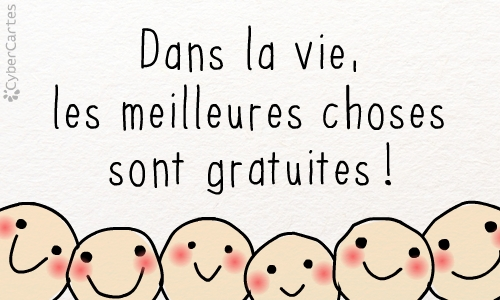 Dans la vie,
les meilleures choses
sont gratuites !
CyberCartes